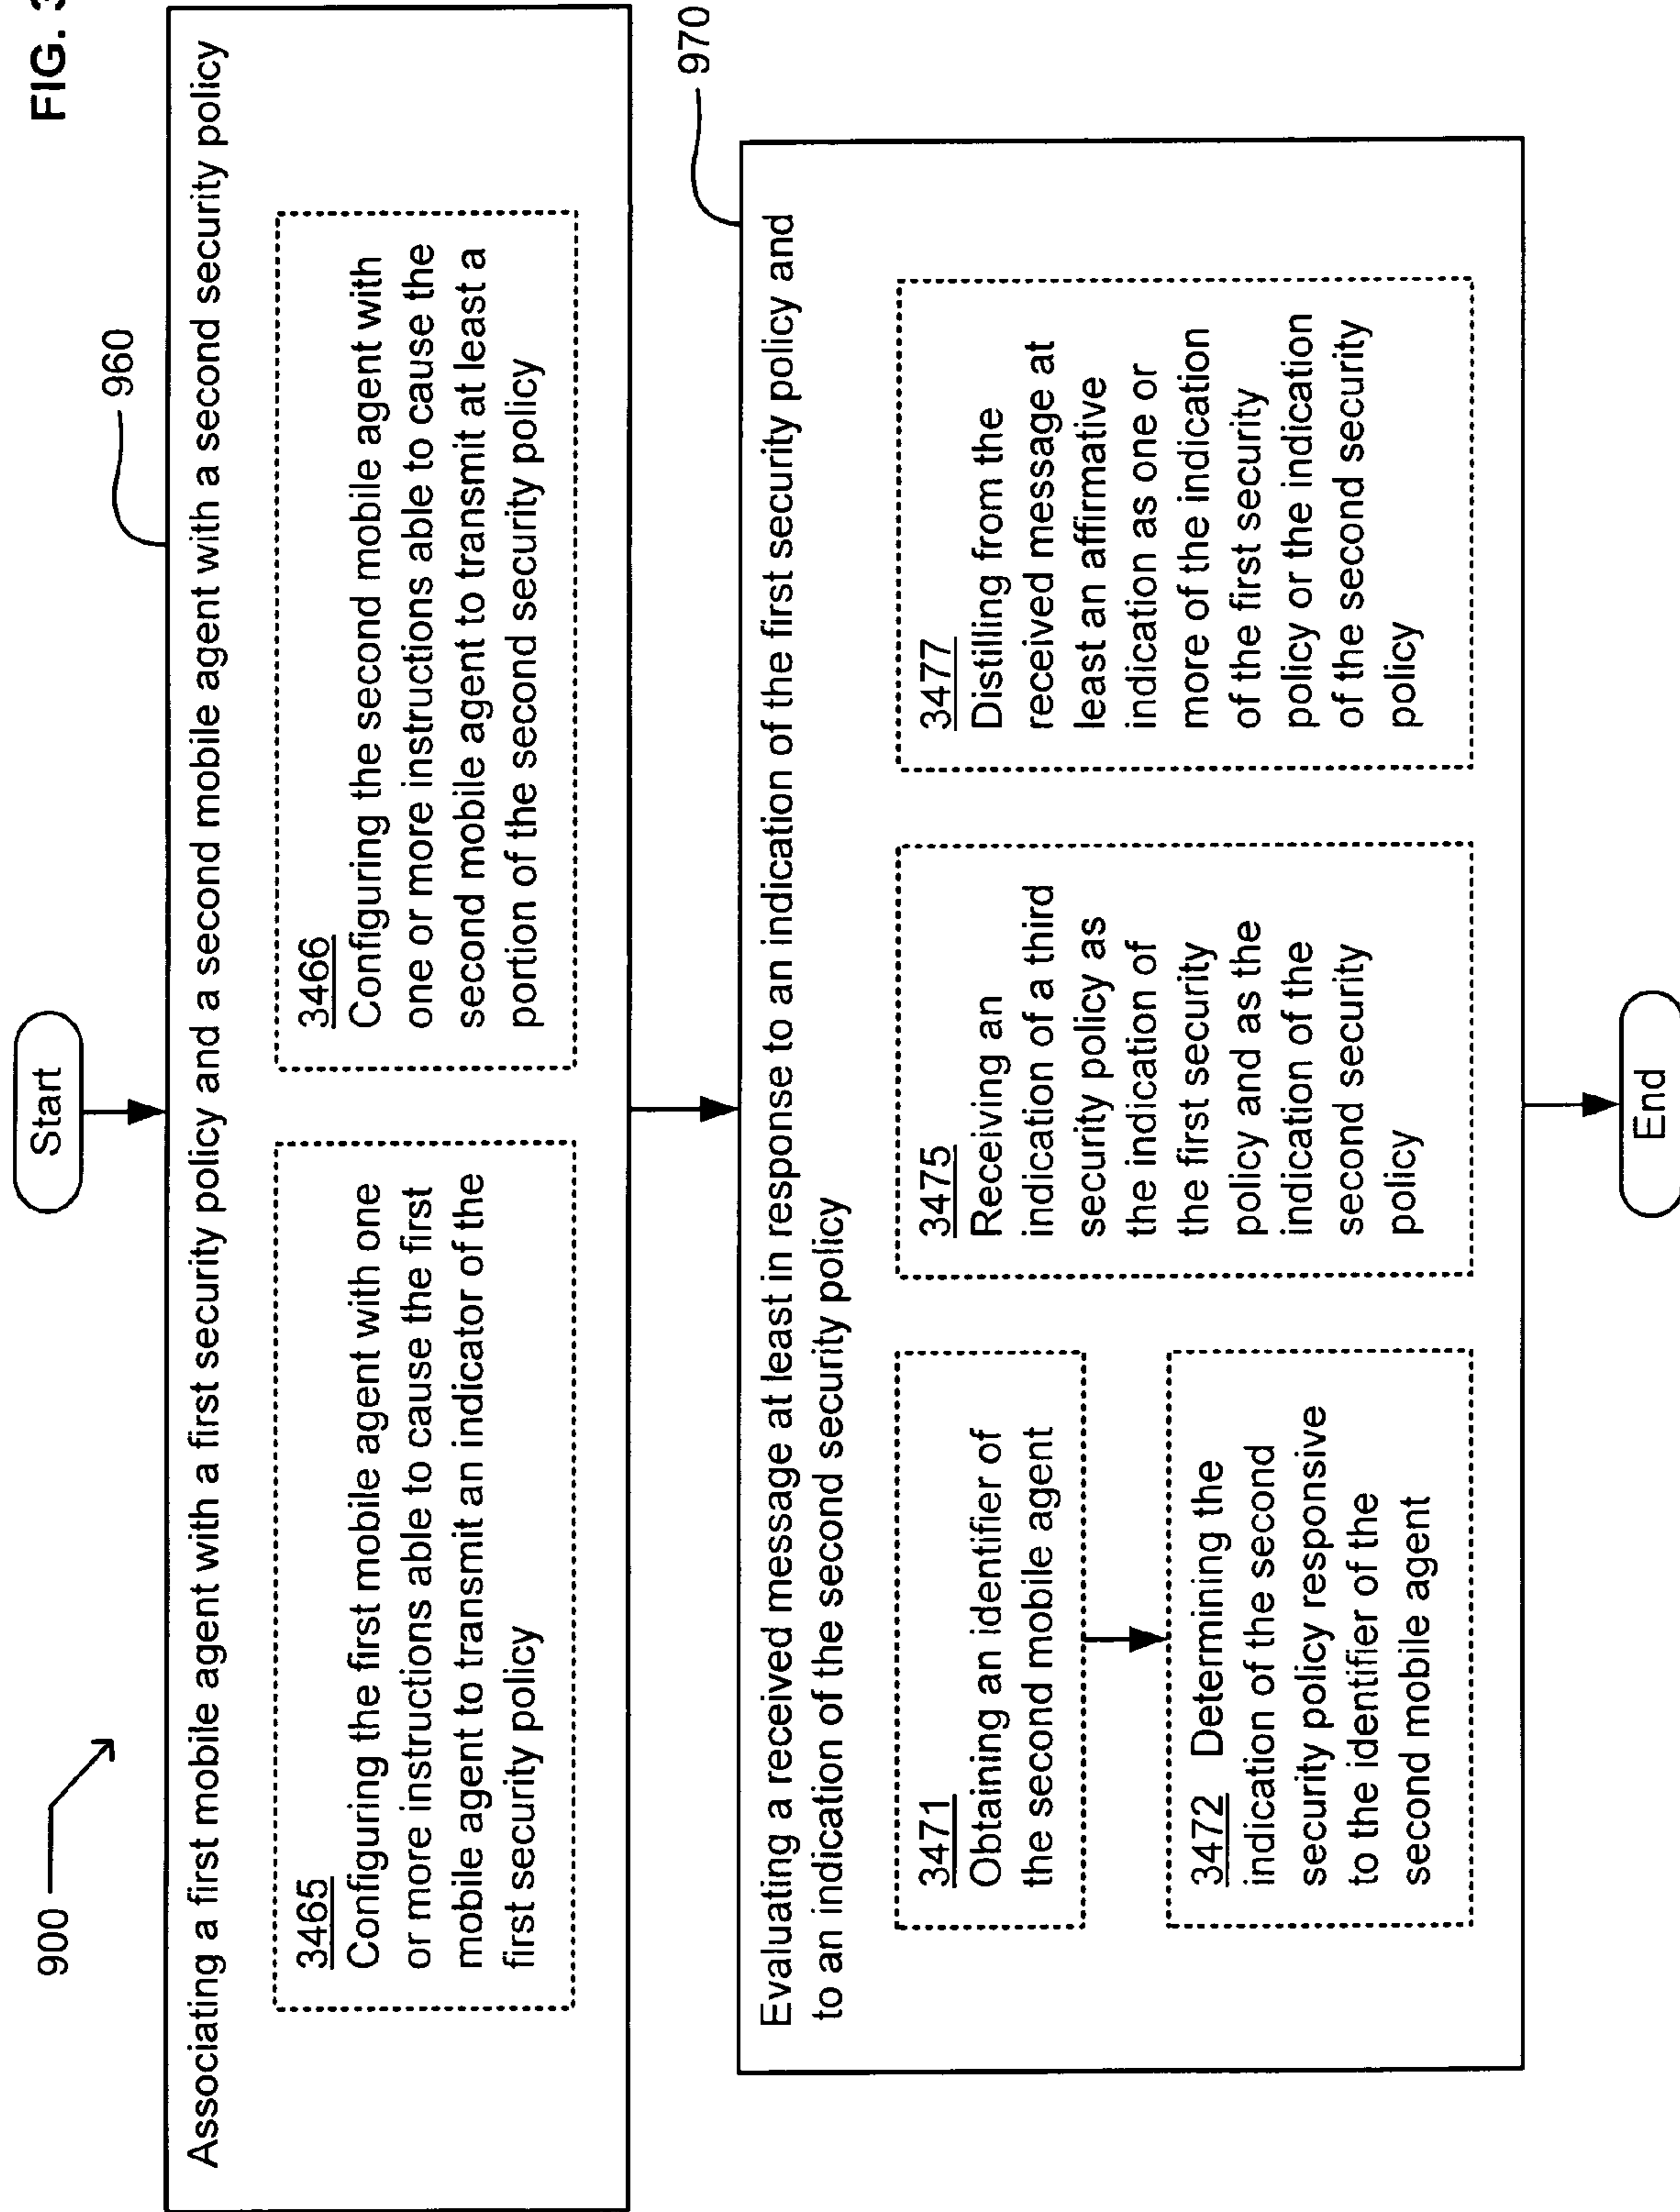 FIG. 3
900
Start
960
Associating a first mobile agent with a first security policy and a second mobile agent with a second security policy
3465
Configuring the first mobile agent with one
or more instructions able to cause the first
mobile agent to transmit an indicator of the
first security policy
3466
Configuring the second mobile agent with
one or more instructions able to cause the
second mobile agent to transmit at least a
portion of the second security policy
970
Evaluating a received message at least in response to an indication of the first security policy and
to an indication of the second security policy
3471
Obtaining an identifier of
the second mobile agent
3472 Determining the
indication of the second
security policy responsive
to the identifier of the
second mobile agent
3475
Receiving an
indication of a third
security policy as
the indication of
the first security
policy and as the
indication of the
second security
policy
3477
Distilling from the
received message at
least an affirmative
indication as one or
more of the indication
of the first security
policy or the indication
of the second security
policy
End